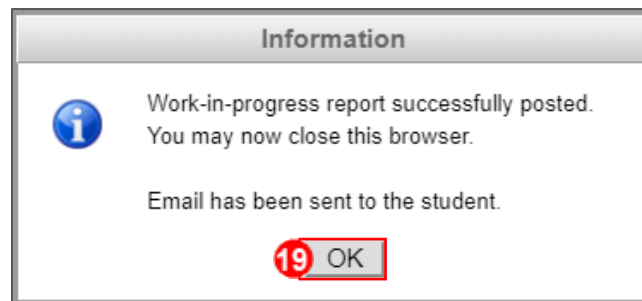 Information
Work-in-progress report successfully posted.
You may now close this browser.
Email has been sent to the student.
19 OK